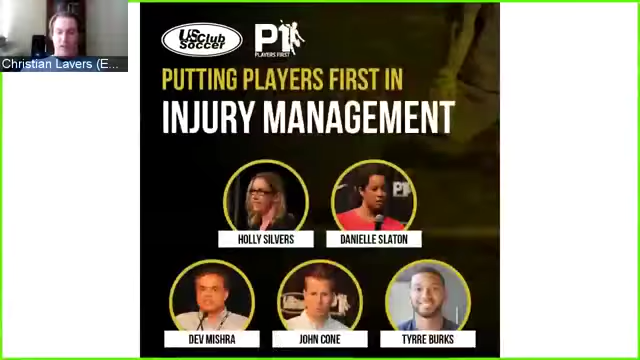 Christian Lavers (E...
US Club
Soccer
P1
PLAYERS FIRST
PUTTING PLAYERS FIRST IN
INJURY MANAGEMENT
P1
HOLLY SILVERS
DANIELLE SLATON
DEV MISHRA
JOHN CONE
TYRRE BURKS